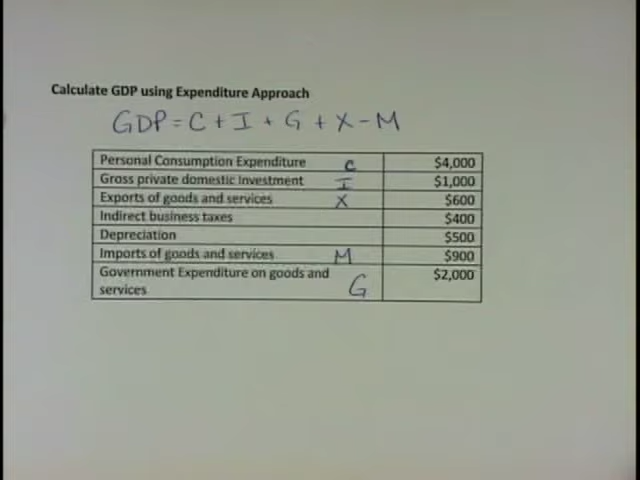 Calculate GDP using Expenditure Approach
GDP = C + I + G + X - M
Personal Consumption Expenditure C $4,000
Gross private domestic Investment I $1,000
Exports of goods and services X $600
Indirect business taxes $400
Depreciation $500
Imports of goods and services M $900
Government Expenditure on goods and $2,000
services G